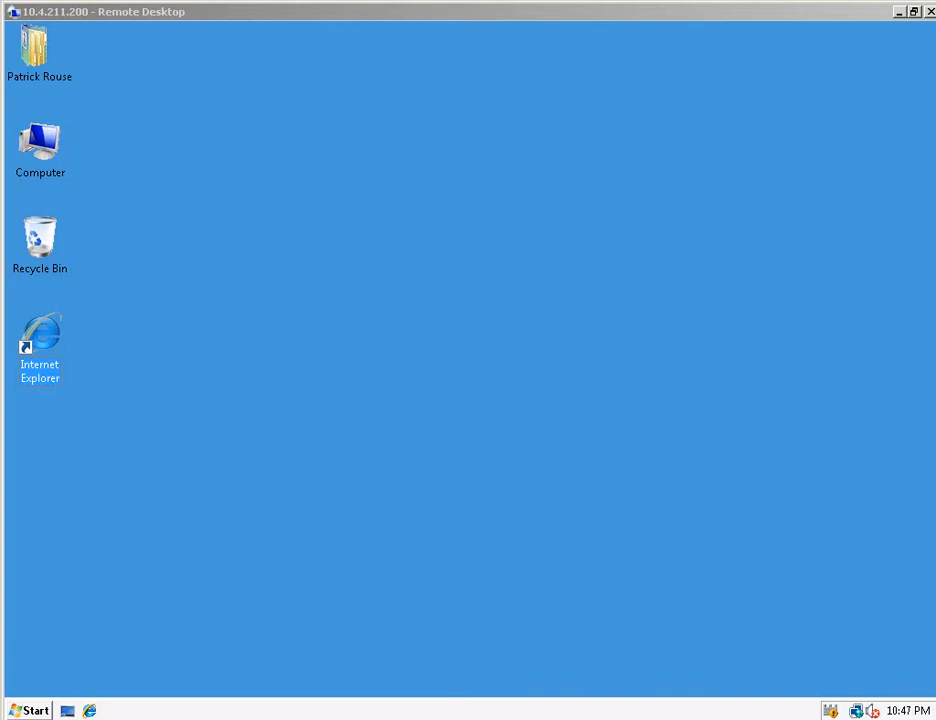 10.4.211.200 - Remote Desktop
Patrick Rouse
Computer
Recycle Bin
Internet
Explorer
Start
10:47 PM